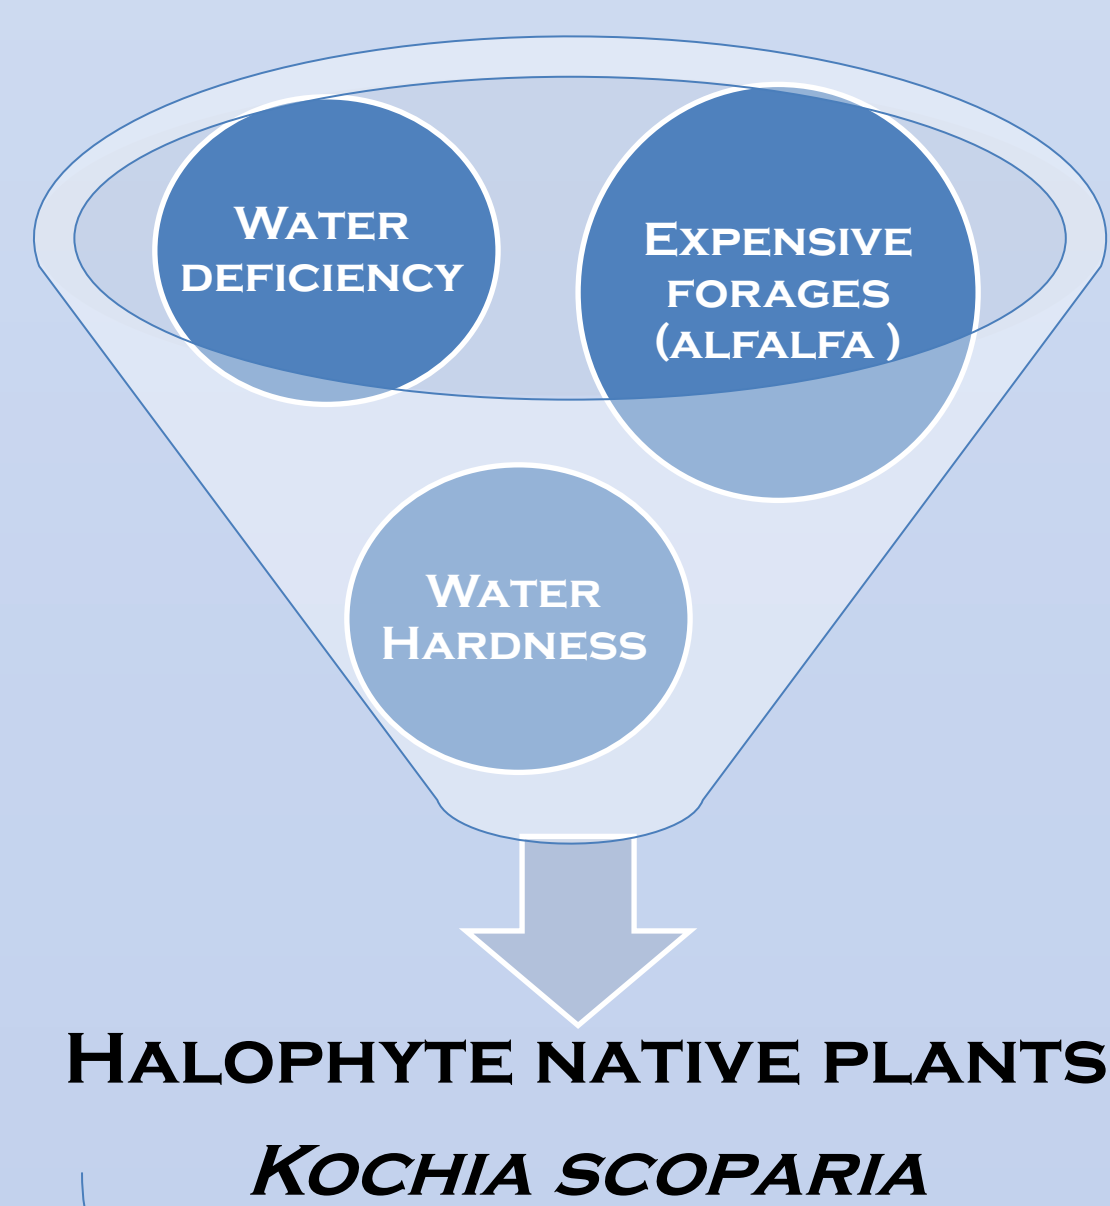 Water
deficiency
Expensive
forages
(alfalfa )
Water
Hardness
Halophyte native plants
Kochia scoparia